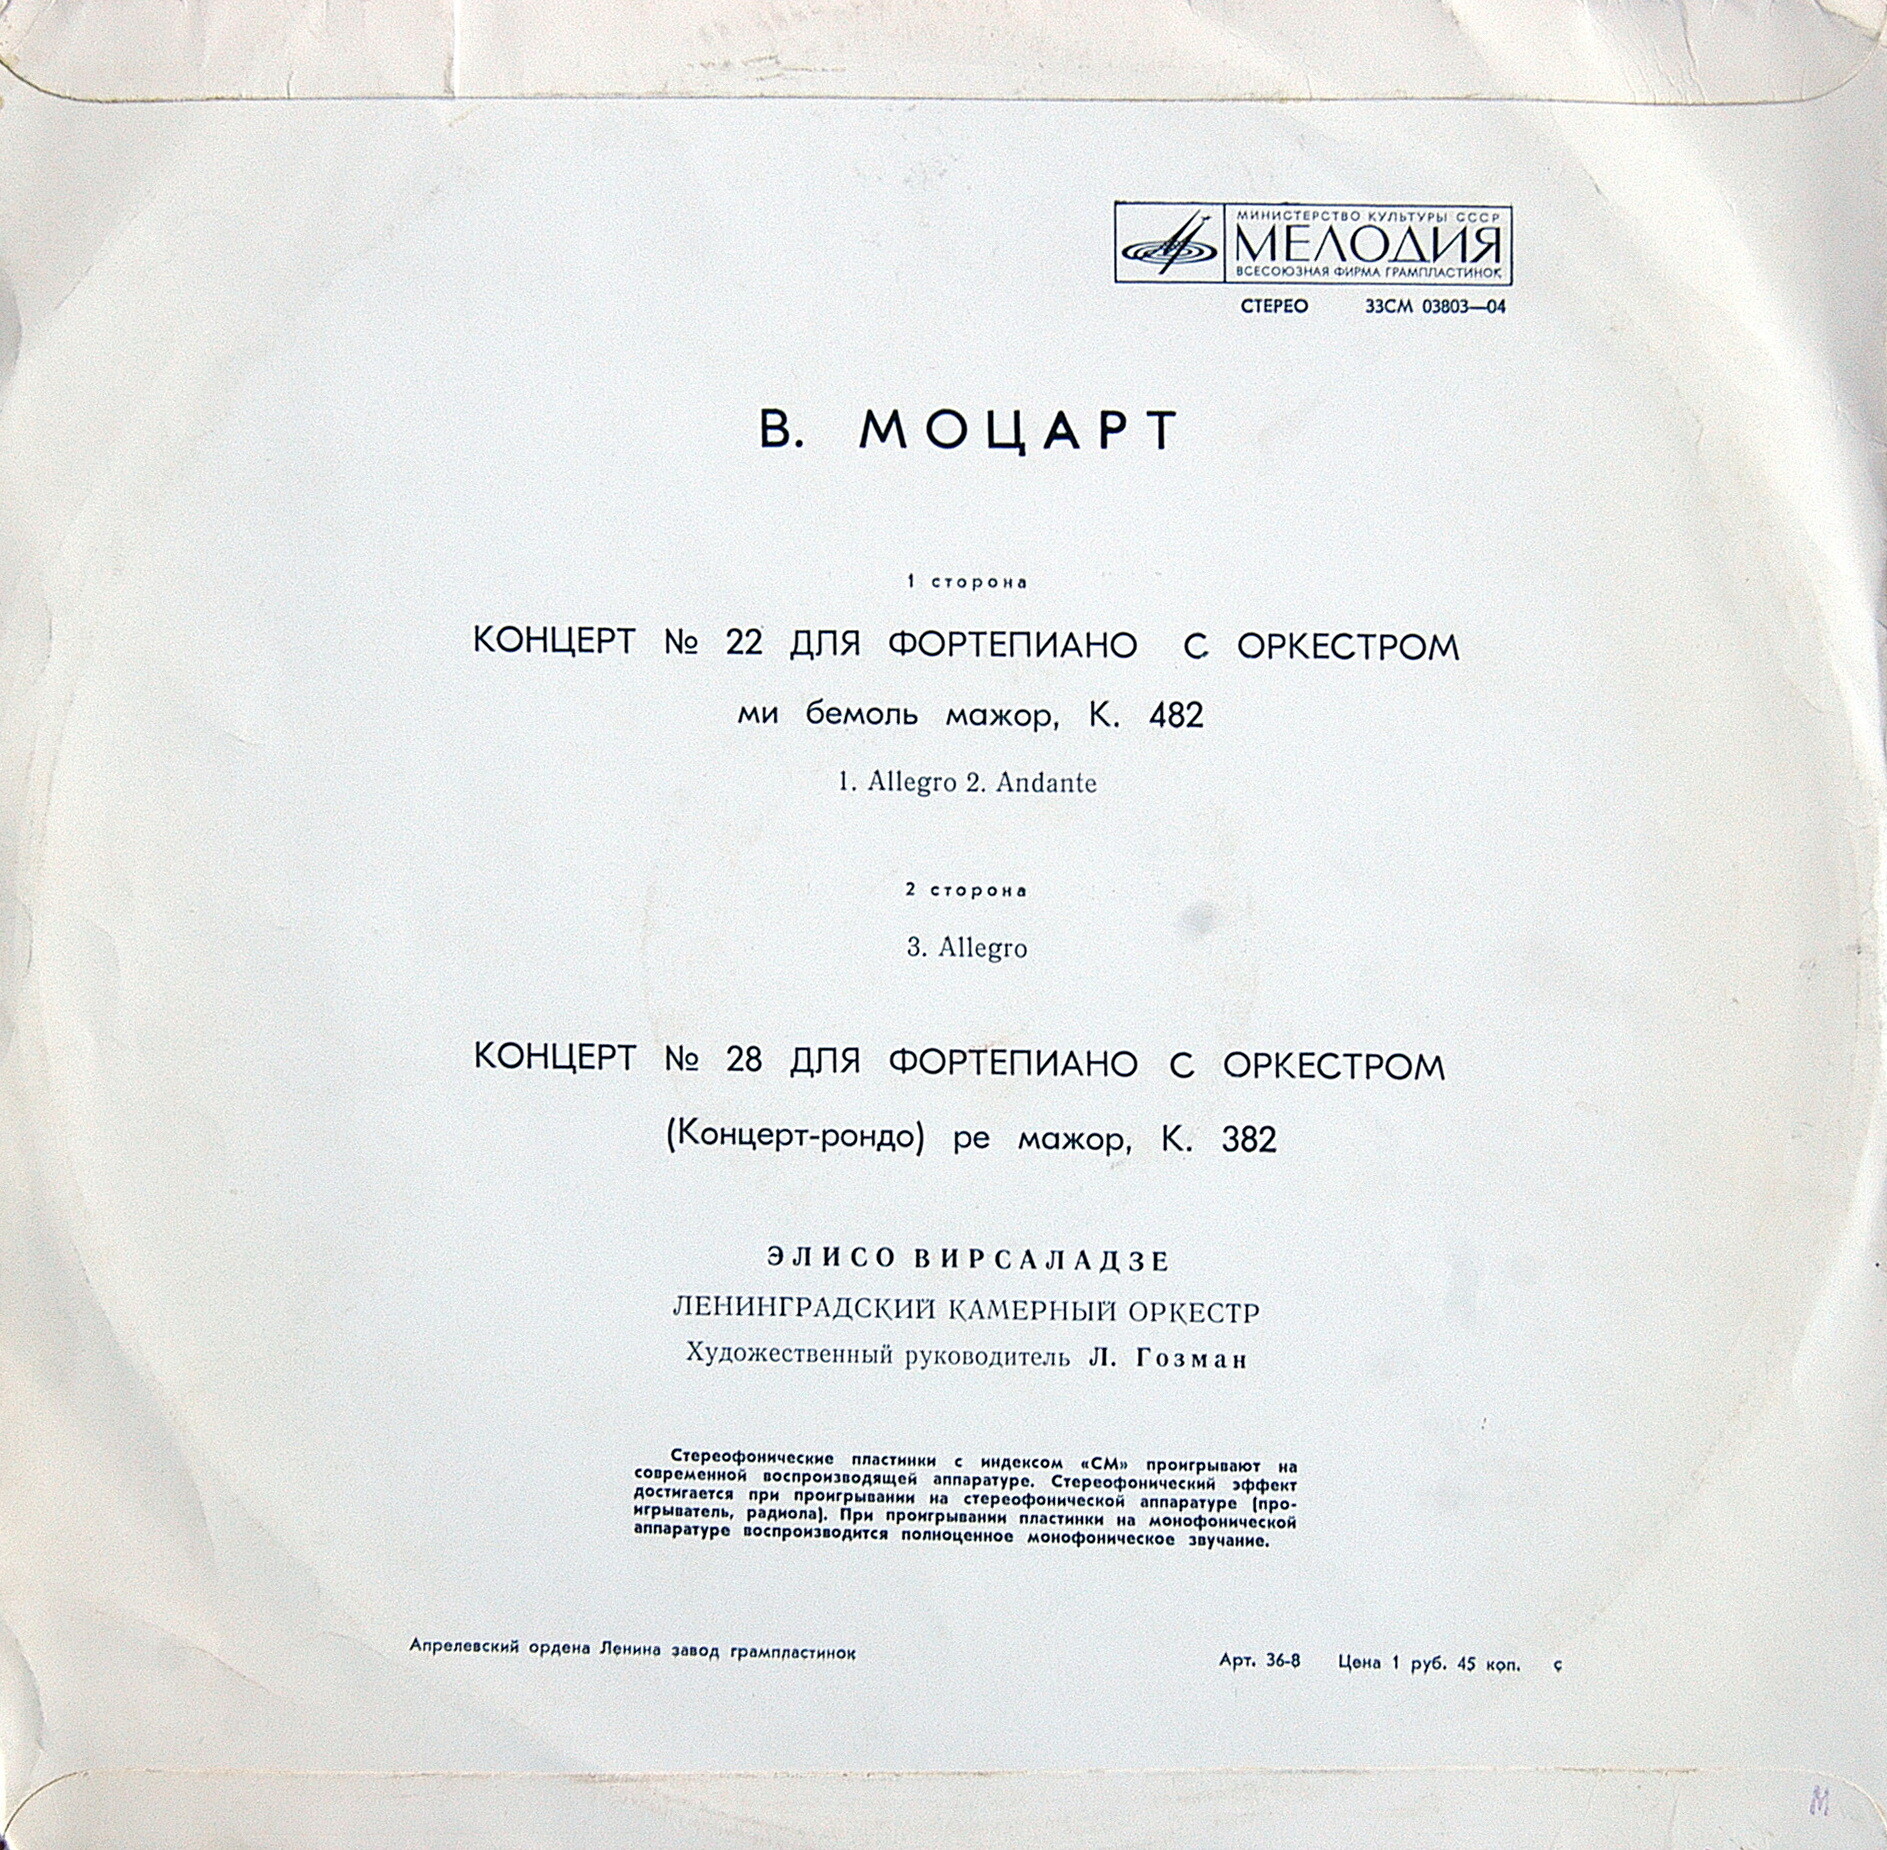 МИНИСТЕРСТВО КУЛЬТУРЫ СССР
МЕЛОДИЯ
ВСЕСОЮЗНАЯ ФИРМА ГРАМПЛАСТИНОК
СТЕРЕО 33СМ 03803—04
В. МОЦАРТ
1 сторона
КОНЦЕРТ № 22 ДЛЯ ФОРТЕПИАНО С ОРКЕСТРОМ
ми бемоль мажор, К. 482
1. Allegro 2. Andante
2 сторона
3. Allegro
КОНЦЕРТ № 28 ДЛЯ ФОРТЕПИАНО С ОРКЕСТРОМ
(Концерт-рондо) ре мажор, К. 382
ЭЛИСО ВИРСАЛАДЗЕ
ЛЕНИНГРАДСКИЙ КАМЕРНЫЙ ОРКЕСТР
Художественный руководитель Л. Гозман
Стереофонические пластинки с индексом «СМ» проигрывают на
современной воспроизводящей аппаратуре. Стереофонический эффект
достигается при проигрывании на стереофонической аппаратуре (про-
игрыватель, радиола). При проигрывании пластинки на монофонической
аппаратуре воспроизводится полноценное монофоническое звучание.
Апрелевский ордена Ленина завод грампластинок
Арт. 36-8 Цена 1 руб. 45 коп. с
М